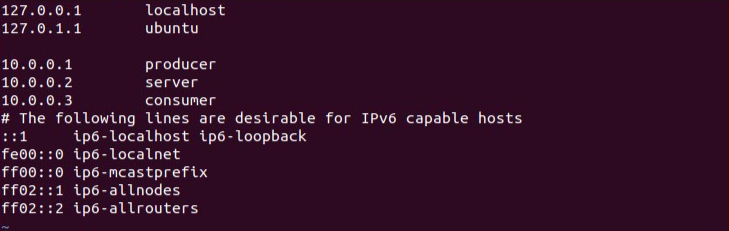 127.0.0.1 localhost
127.0.1.1 ubuntu
10.0.0.1 producer
10.0.0.2 server
10.0.0.3 consumer
# The following lines are desirable for IPv6 capable hosts
::1 ip6-localhost ip6-loopback
fe00::0 ip6-localnet
ff00::0 ip6-mcastprefix
ff02::1 ip6-allnodes
ff02::2 ip6-allrouters
~